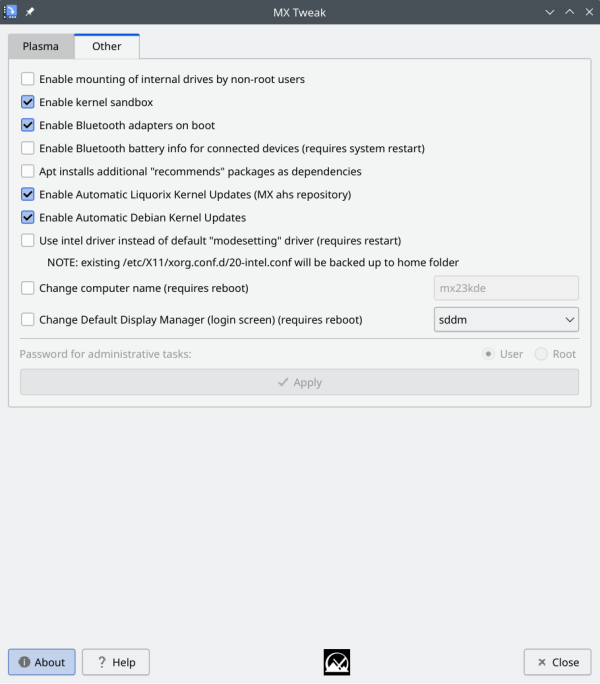 MX Tweak
Plasma
Other
Enable mounting of internal drives by non-root users
Enable kernel sandbox
Enable Bluetooth adapters on boot
Enable Bluetooth battery info for connected devices (requires system restart)
Apt installs additional "recommends" packages as dependencies
Enable Automatic Liquorix Kernel Updates (MX ahs repository)
Enable Automatic Debian Kernel Updates
Use intel driver instead of default "modesetting" driver (requires restart)
NOTE: existing /etc/X11/xorg.conf.d/20-intel.conf will be backed up to home folder
Change computer name (requires reboot)
mx23kde
Change Default Display Manager (login screen) (requires reboot)
sddm
Password for administrative tasks:
User
Root
Apply
About
? Help
Close